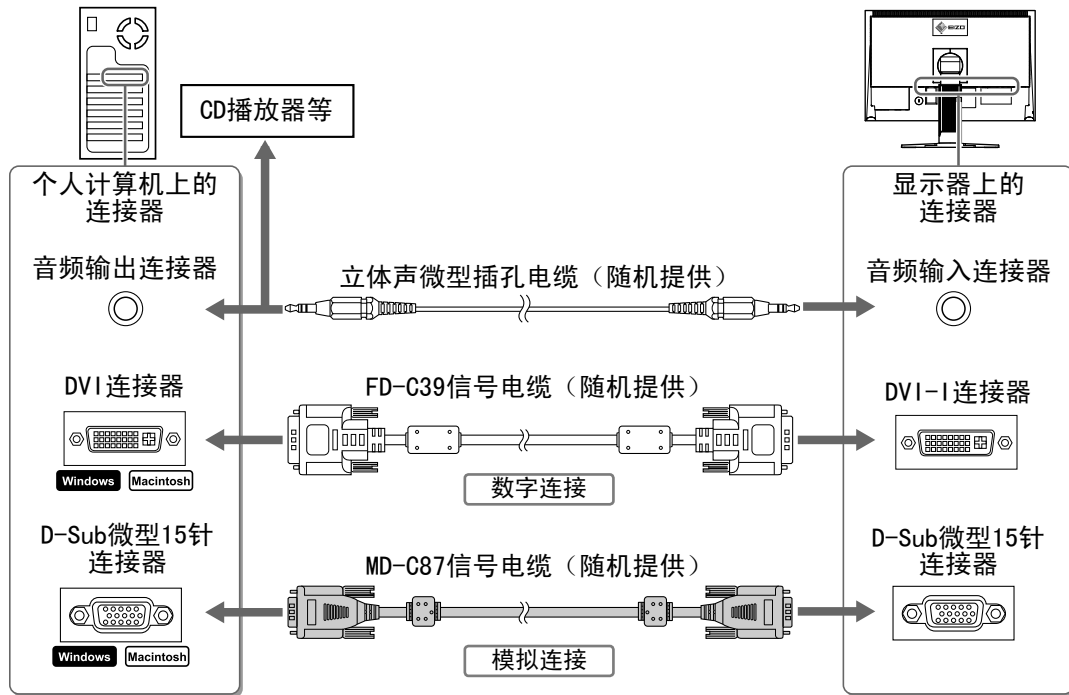 EIZO
CD播放器等
个人计算机上的
连接器
显示器上的
连接器
音频输出连接器
立体声微型插孔电缆（随机提供）
音频输入连接器
DVI连接器
FD-C39信号电缆（随机提供）
DVI-I连接器
Windows
Macintosh
数字连接
D-Sub微型15针
连接器
MD-C87信号电缆（随机提供）
D-Sub微型15针
连接器
Windows
Macintosh
模拟连接